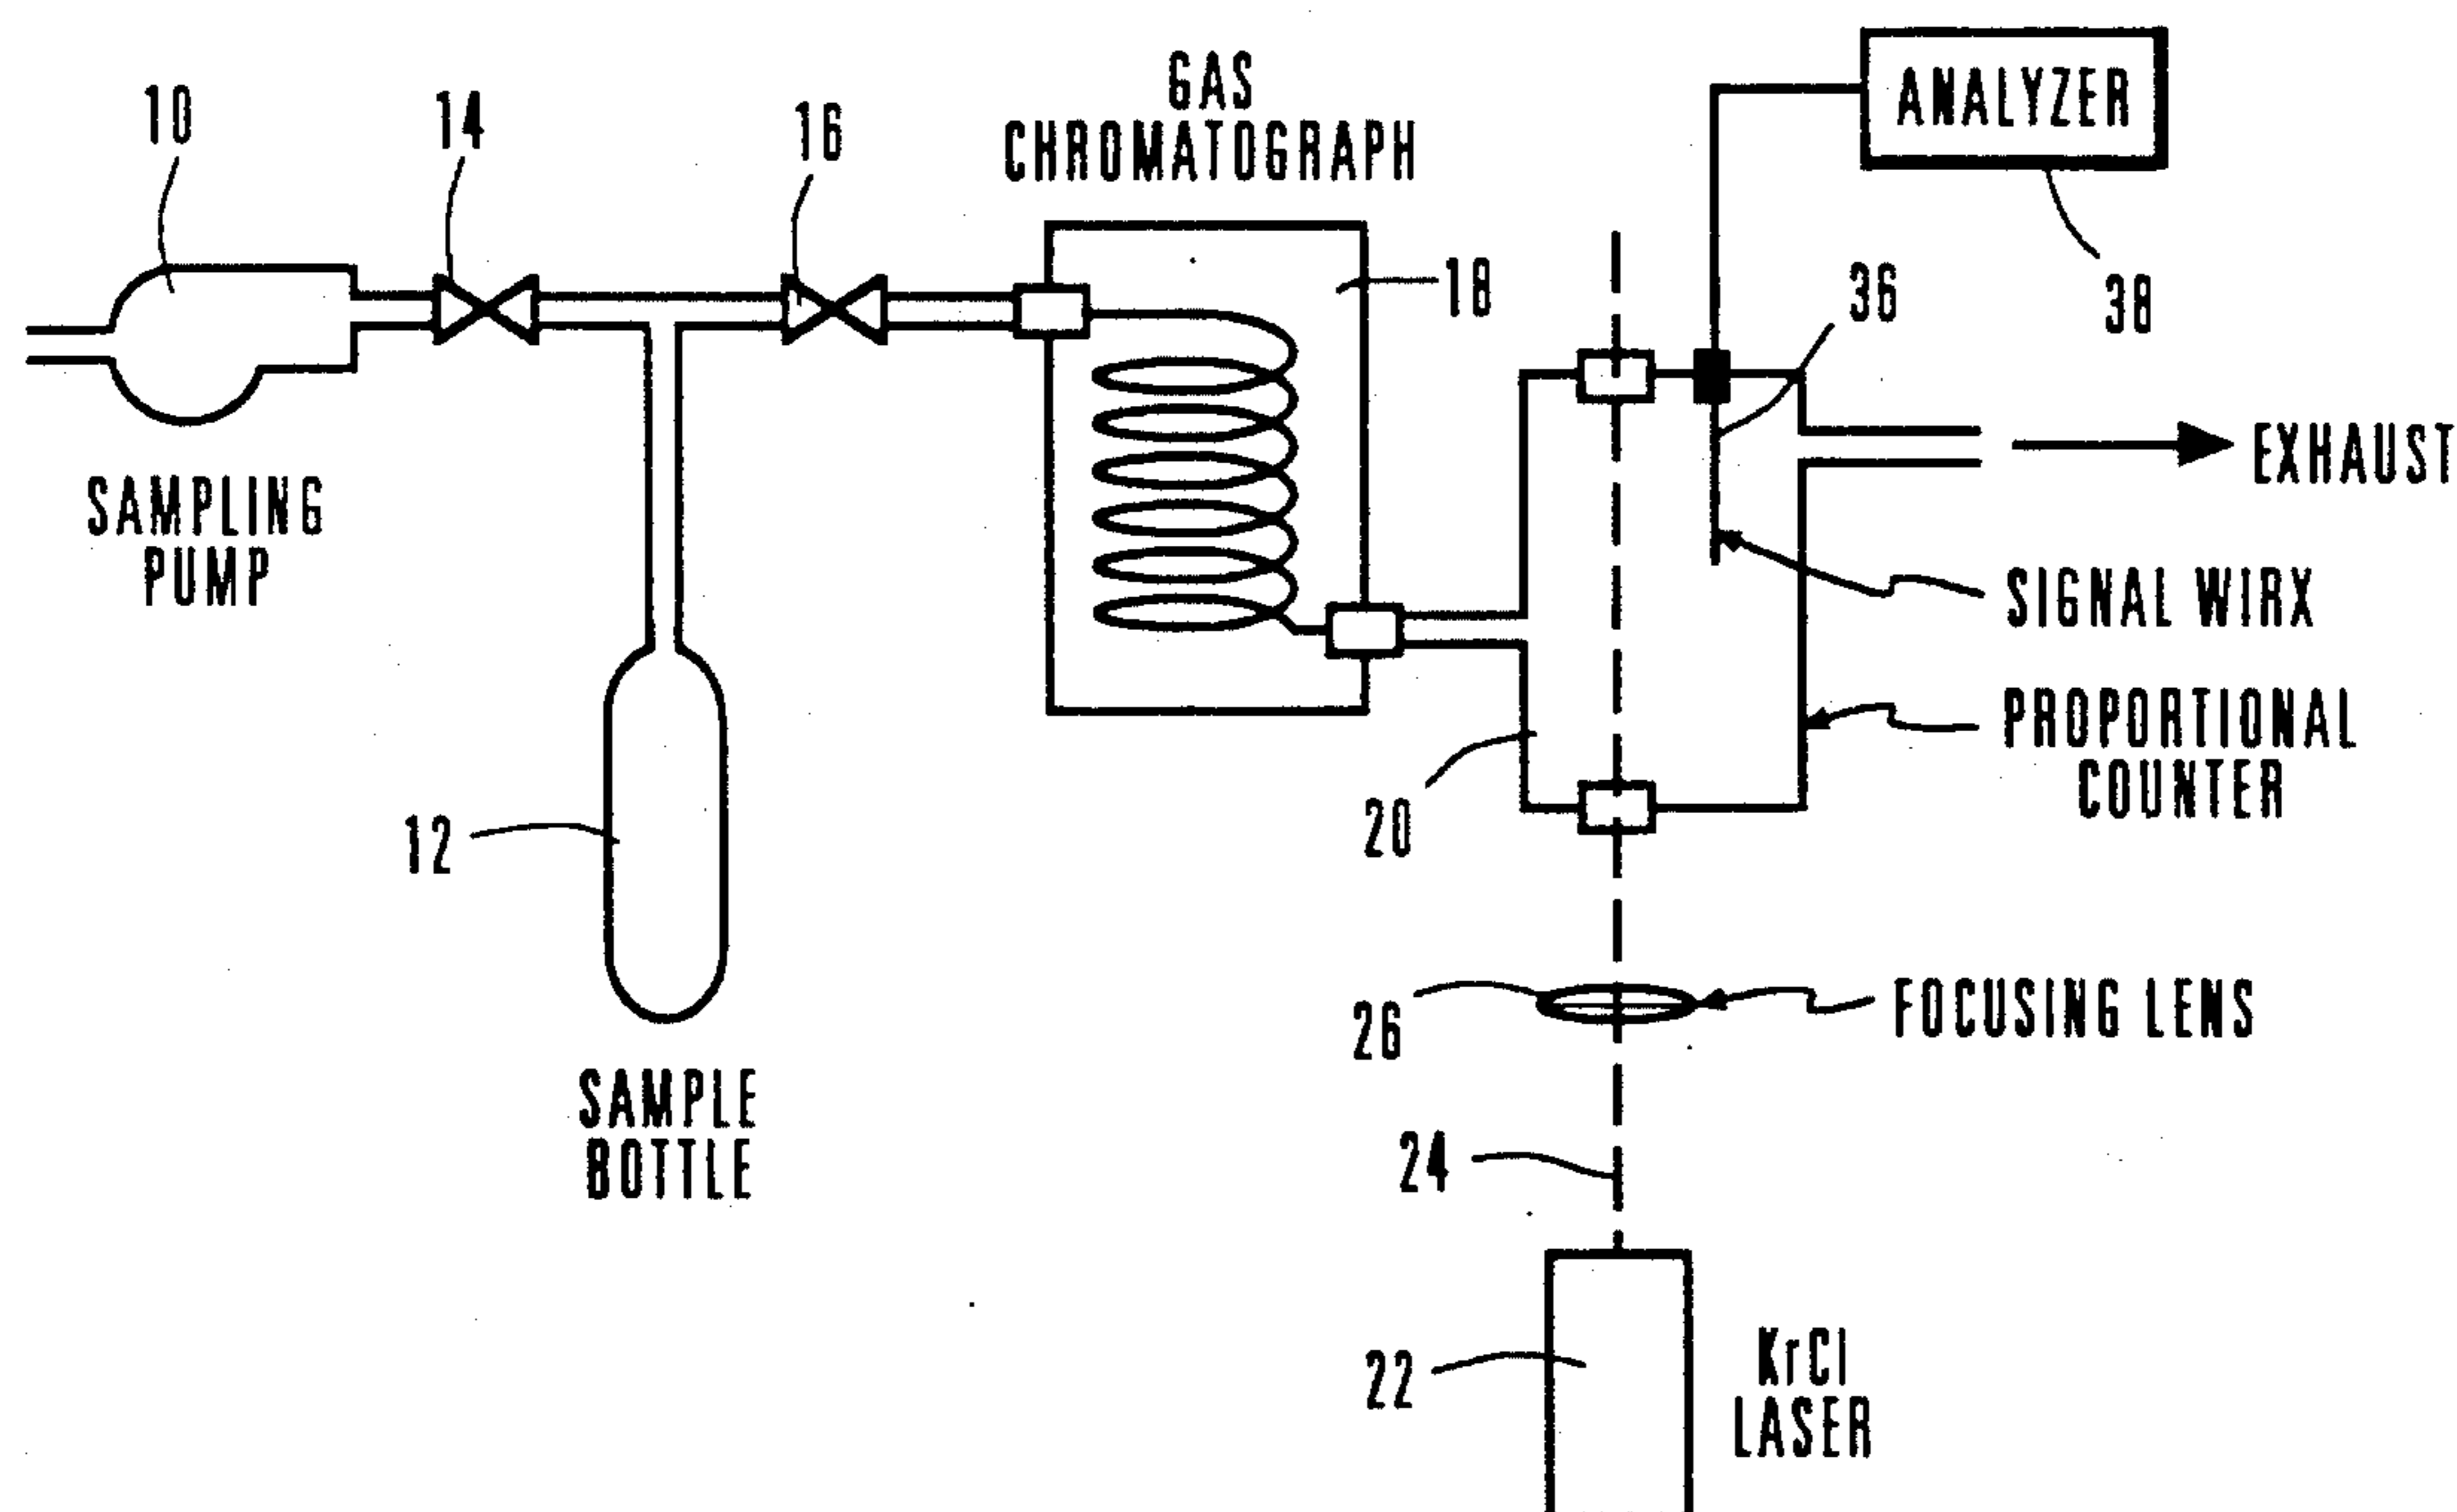 10
14
16
GAS
CHROMATOGRAPH
ANALYZER
18
36
38
EXHAUST
SAMPLING
PUMP
SIGNAL WIRX
PROPORTIONAL
COUNTER
12
20
26
FOCUSING LENS
SAMPLE
BOTTLE
24
22
KrCl
LASER